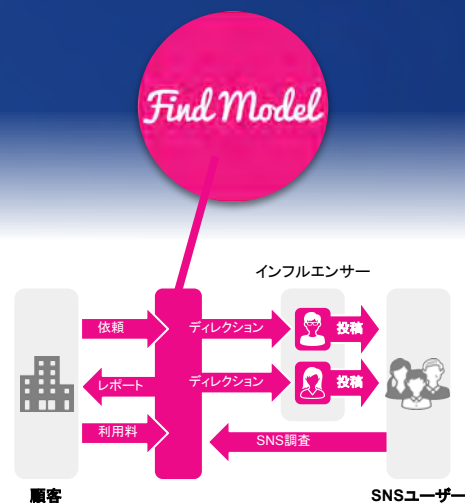 Find Model
インフルエンサー
依頼
ディレクション
投稿
レポート
ディレクション
投稿
利用料
SNS調査
顧客
SNSユーザー